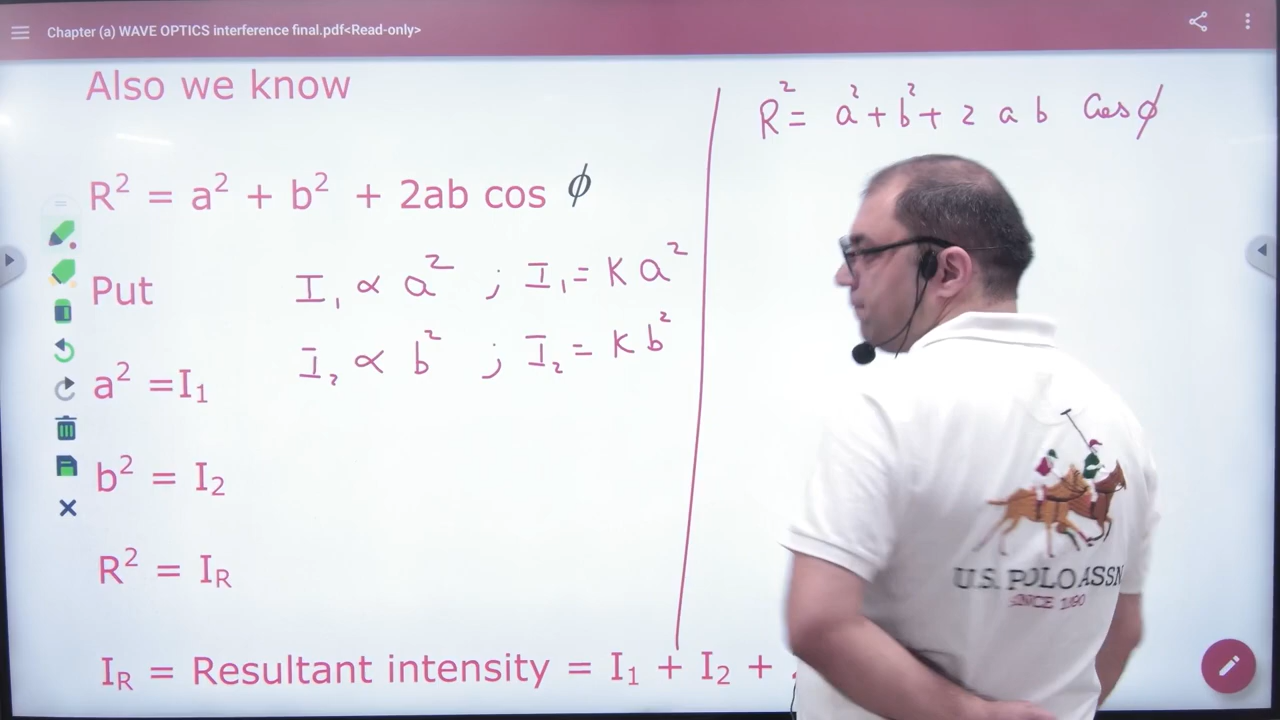 Chapter (a) WAVE OPTICS interference final.pdf<Read-only>
Also we know
R² = a² + b² + 2ab cos ϕ
Put
I₁ ∝ a² ; I₁ = K a²
I₂ ∝ b² ; I₂ = K b²
a² =I₁
b² = I₂
R² = I_R
I_R = Resultant intensity = I₁ + I₂ +
R² = a² + b² + 2 a b Cos ϕ
U.S. POLO ASSN
SINCE 1890